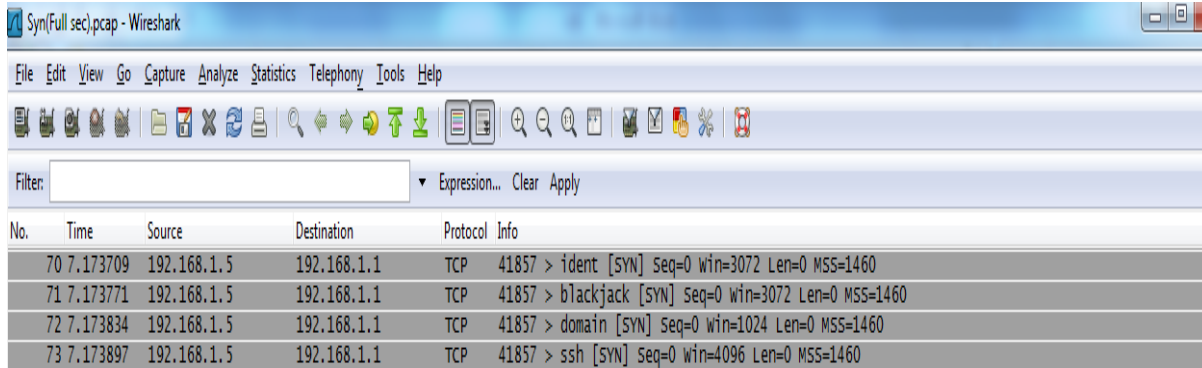 Syn(Full sec).pcap - Wireshark
File Edit View Go Capture Analyze Statistics Telephony Tools Help
Filter: Expression... Clear Apply
No. Time Source Destination Protocol Info
70 7.173709 192.168.1.5 192.168.1.1 TCP 41857 > ident [SYN] Seq=0 Win=3072 Len=0 MSS=1460
71 7.173771 192.168.1.5 192.168.1.1 TCP 41857 > blackjack [SYN] Seq=0 Win=3072 Len=0 MSS=1460
72 7.173834 192.168.1.5 192.168.1.1 TCP 41857 > domain [SYN] Seq=0 Win=1024 Len=0 MSS=1460
73 7.173897 192.168.1.5 192.168.1.1 TCP 41857 > ssh [SYN] Seq=0 Win=4096 Len=0 MSS=1460